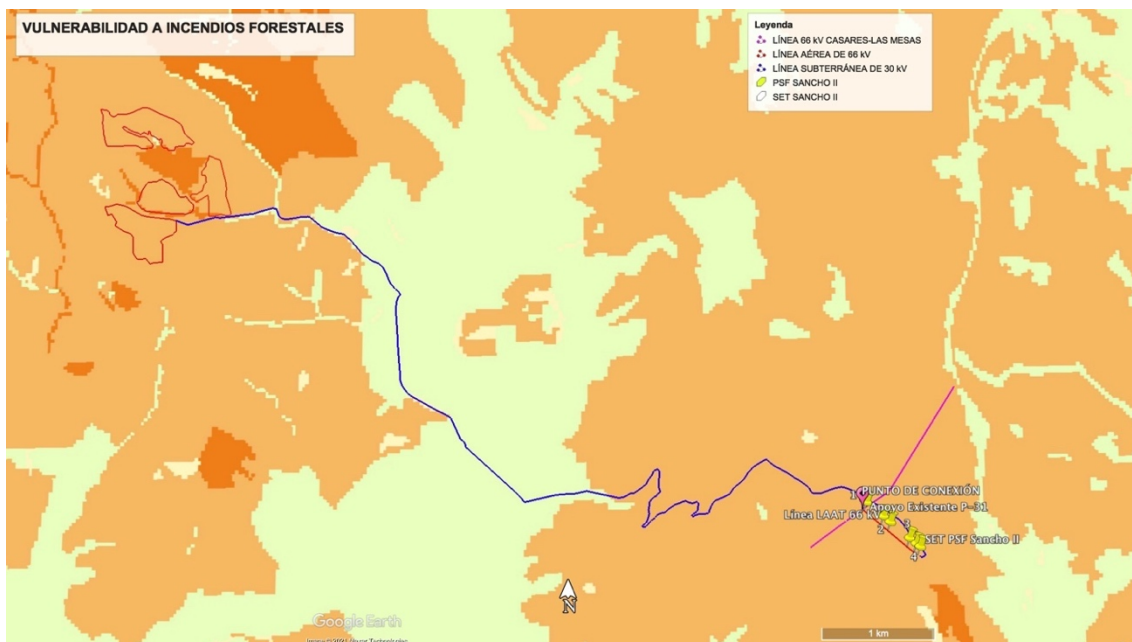 VULNERABILIDAD A INCENDIOS FORESTALES
Leyenda
LÍNEA 66 kV CASARES-LAS MESAS
LÍNEA AÉREA DE 66 kV
LÍNEA SUBTERRÁNEA DE 30 kV
PSF SANCHO II
SET SANCHO II
1
PUNTO DE CONEXIÓN
Apoyo Existente P-31
Línea LAAT 66 kV
2
3
SET PSF Sancho II
4
N
Google Earth
1 km